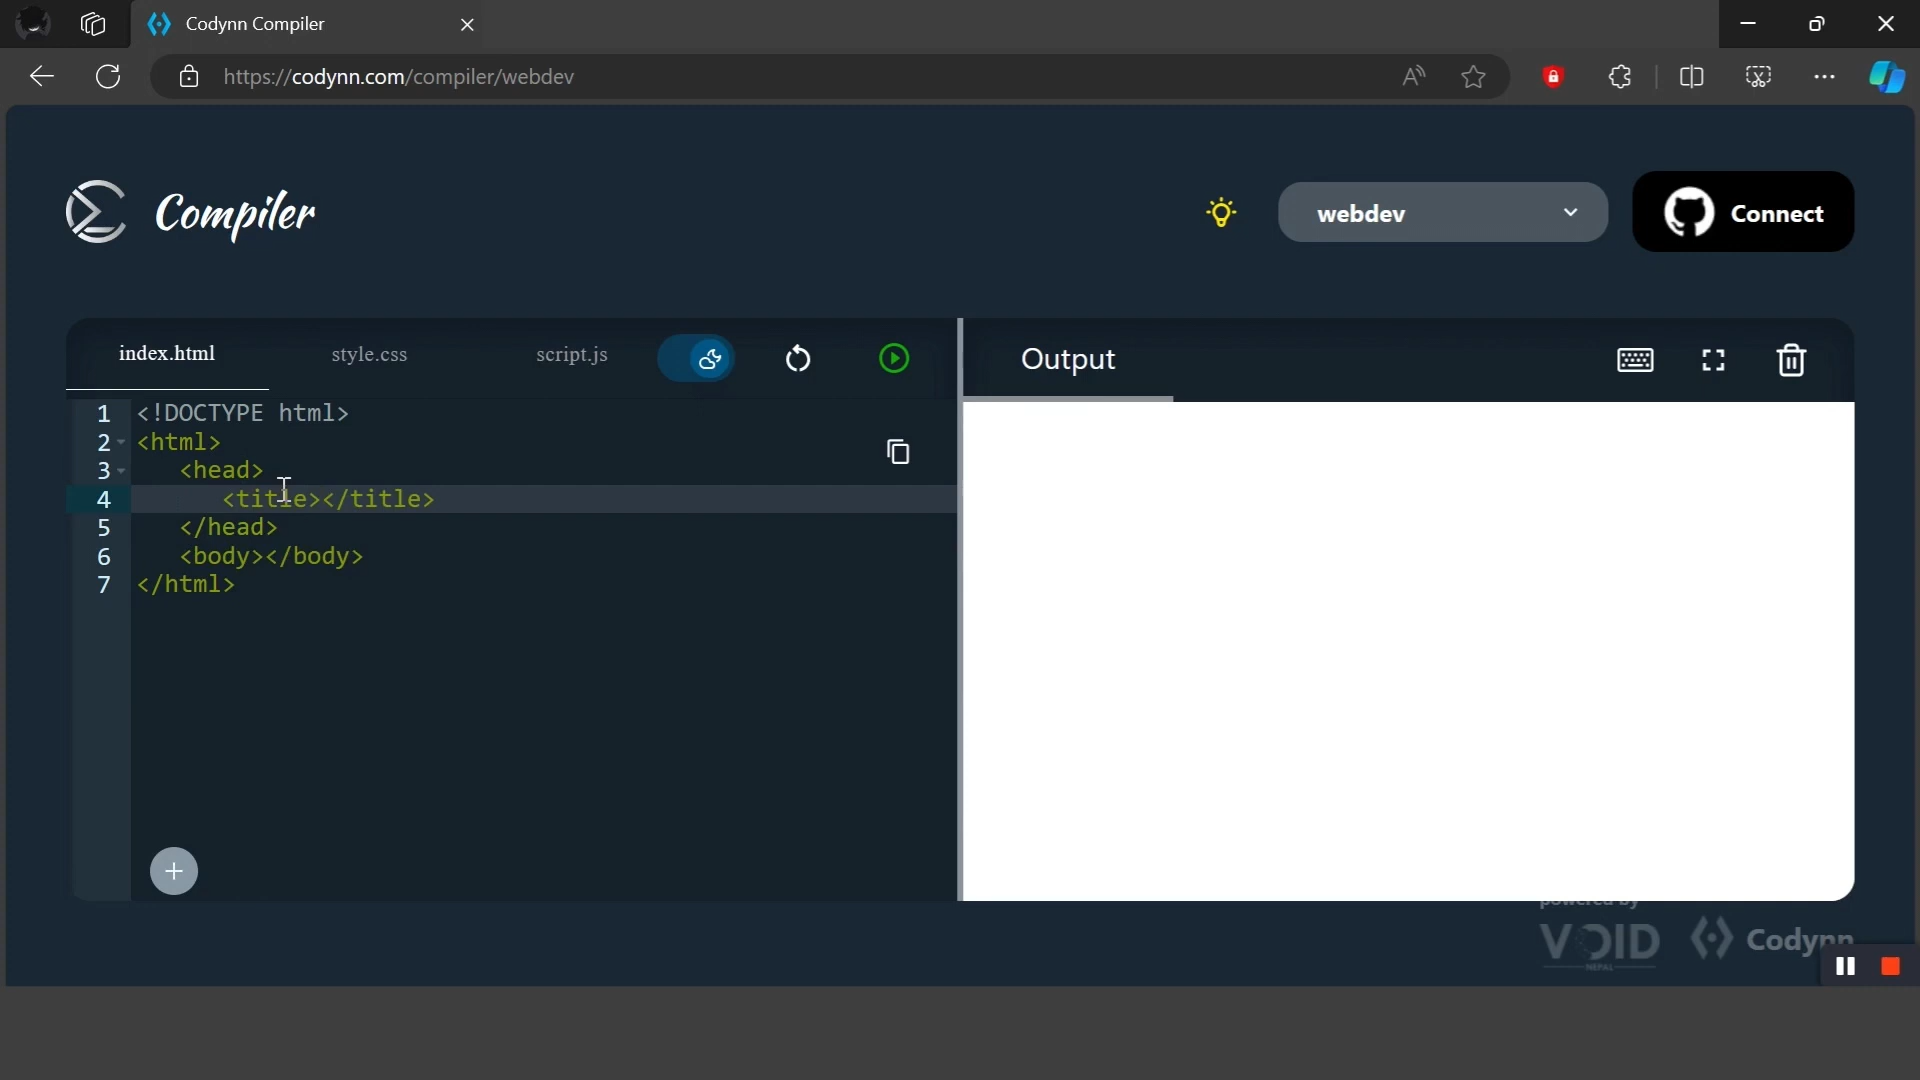 Codynn Compiler
https://codynn.com/compiler/webdev
Compiler
webdev
Connect
index.html
style.css
script.js
Output
1 <!DOCTYPE html>
2 <html>
3 <head>
4 <title></title>
5 </head>
6 <body></body>
7 </html>
powered by
VOID
NEPAL
Codynn